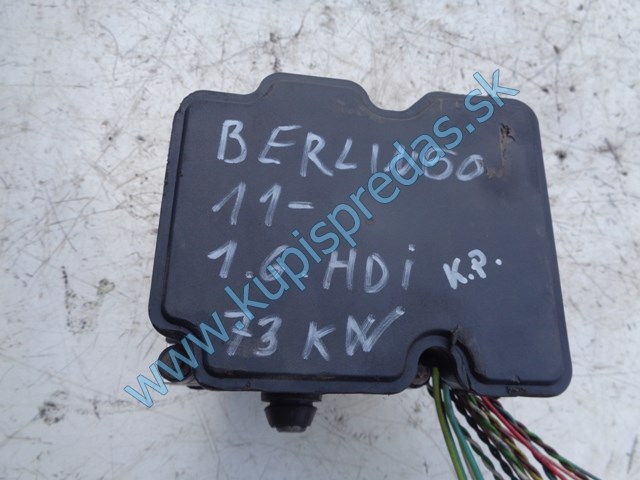 BERLINGO
11-
1.6 HDi K.P.
73 KW
www.kupispredas.sk